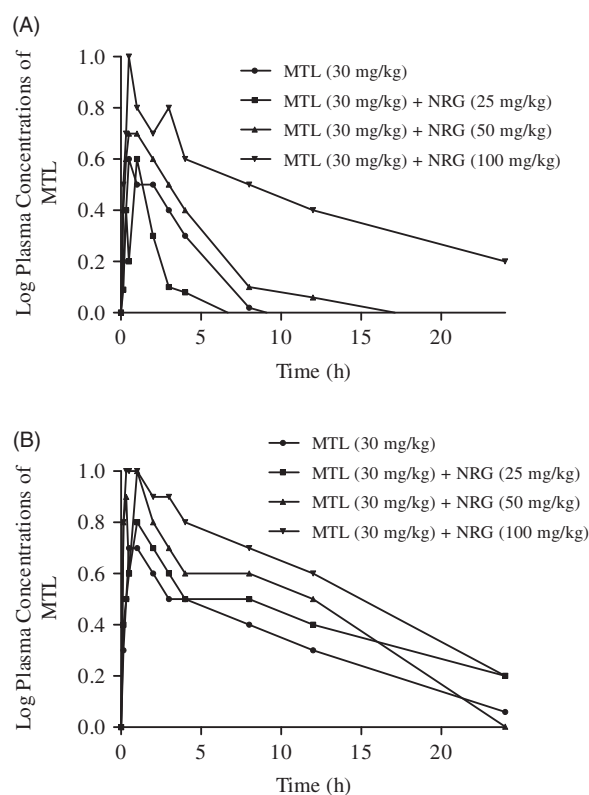 (A)
MTL (30 mg/kg)
MTL (30 mg/kg) + NRG (25 mg/kg)
MTL (30 mg/kg) + NRG (50 mg/kg)
MTL (30 mg/kg) + NRG (100 mg/kg)
Log Plasma Concentrations of
MTL
1.0
0.8
0.6
0.4
0.2
0.0
0 5 10 15 20
Time (h)
(B)
MTL (30 mg/kg)
MTL (30 mg/kg) + NRG (25 mg/kg)
MTL (30 mg/kg) + NRG (50 mg/kg)
MTL (30 mg/kg) + NRG (100 mg/kg)
Log Plasma Concentrations of
MTL
1.0
0.8
0.6
0.4
0.2
0.0
0 5 10 15 20
Time (h)